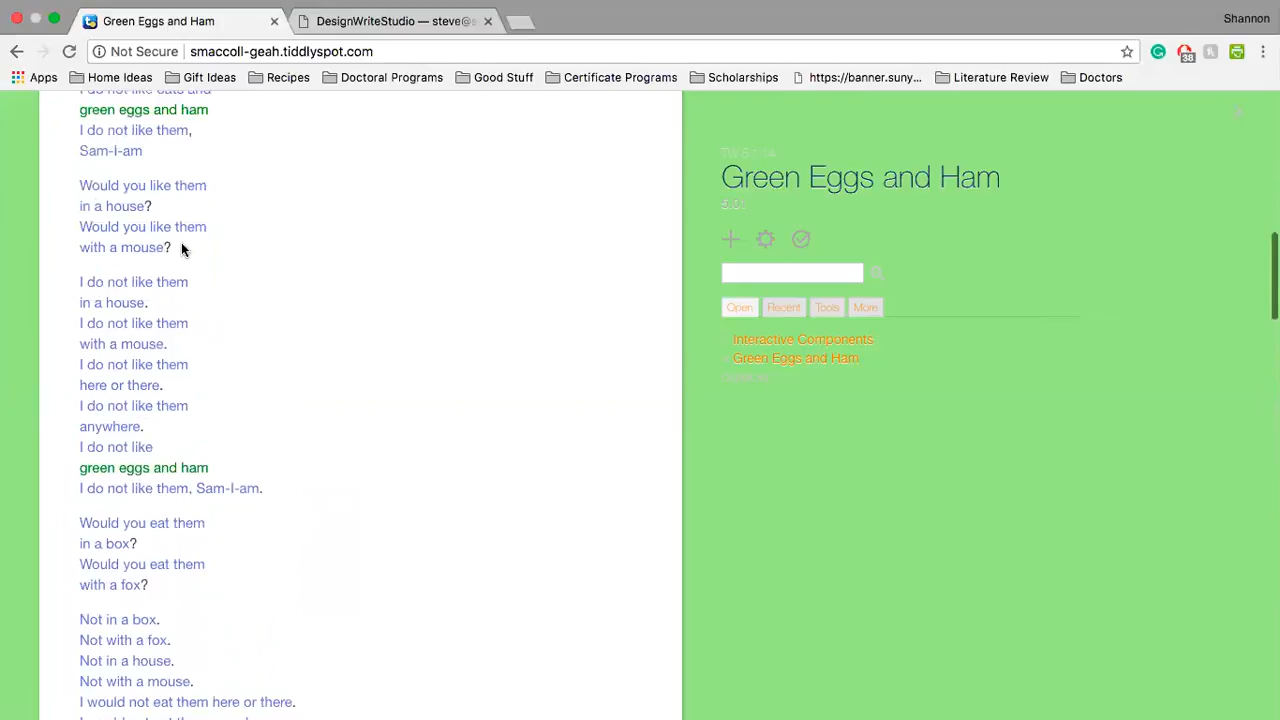 Green Eggs and Ham
DesignWriteStudio — steve@s
Shannon
Not Secure
smaccoll-geah.tiddlyspot.com
38
Apps
Home Ideas
Gift Ideas
Recipes
Doctoral Programs
Good Stuff
Certificate Programs
Scholarships
https://banner.suny...
Literature Review
Doctors
green eggs and ham
I do not like them,
Sam-I-am
Would you like them
in a house?
Would you like them
with a mouse?
I do not like them
in a house.
I do not like them
with a mouse.
I do not like them
here or there.
I do not like them
anywhere.
I do not like
green eggs and ham
I do not like them, Sam-I-am.
Would you eat them
in a box?
Would you eat them
with a fox?
Not in a box.
Not with a fox.
Not in a house.
Not with a mouse.
I would not eat them here or there.
TW 5.1.14
Green Eggs and Ham
Open
Recent
Tools
More
Interactive Components
Green Eggs and Ham